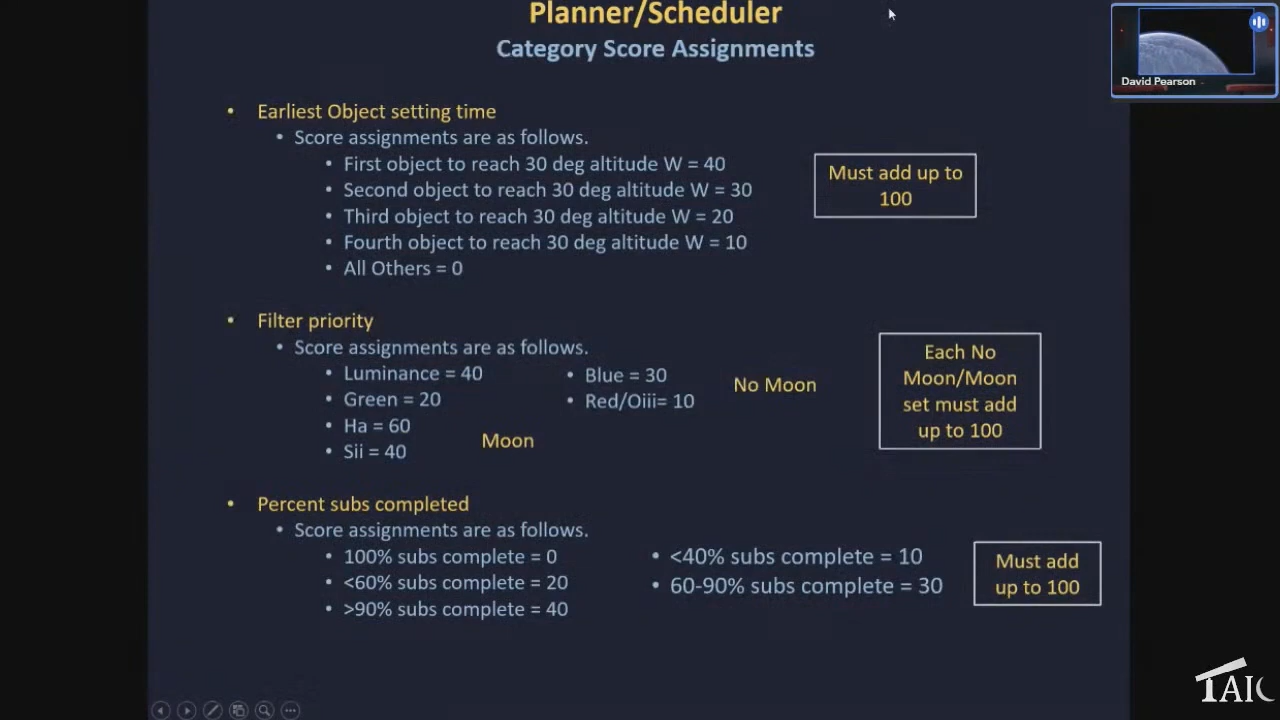 Planner/Scheduler
Category Score Assignments
David Pearson
• Earliest Object setting time
• Score assignments are as follows.
• First object to reach 30 deg altitude W = 40
• Second object to reach 30 deg altitude W = 30
• Third object to reach 30 deg altitude W = 20
• Fourth object to reach 30 deg altitude W = 10
• All Others = 0
Must add up to
100
• Filter priority
• Score assignments are as follows.
• Luminance = 40
• Green = 20
• Ha = 60
• Sii = 40
• Blue = 30
• Red/Oiii= 10
No Moon
Moon
Each No
Moon/Moon
set must add
up to 100
• Percent subs completed
• Score assignments are as follows.
• 100% subs complete = 0
• <60% subs complete = 20
• >90% subs complete = 40
• <40% subs complete = 10
• 60-90% subs complete = 30
Must add
up to 100
TAIC